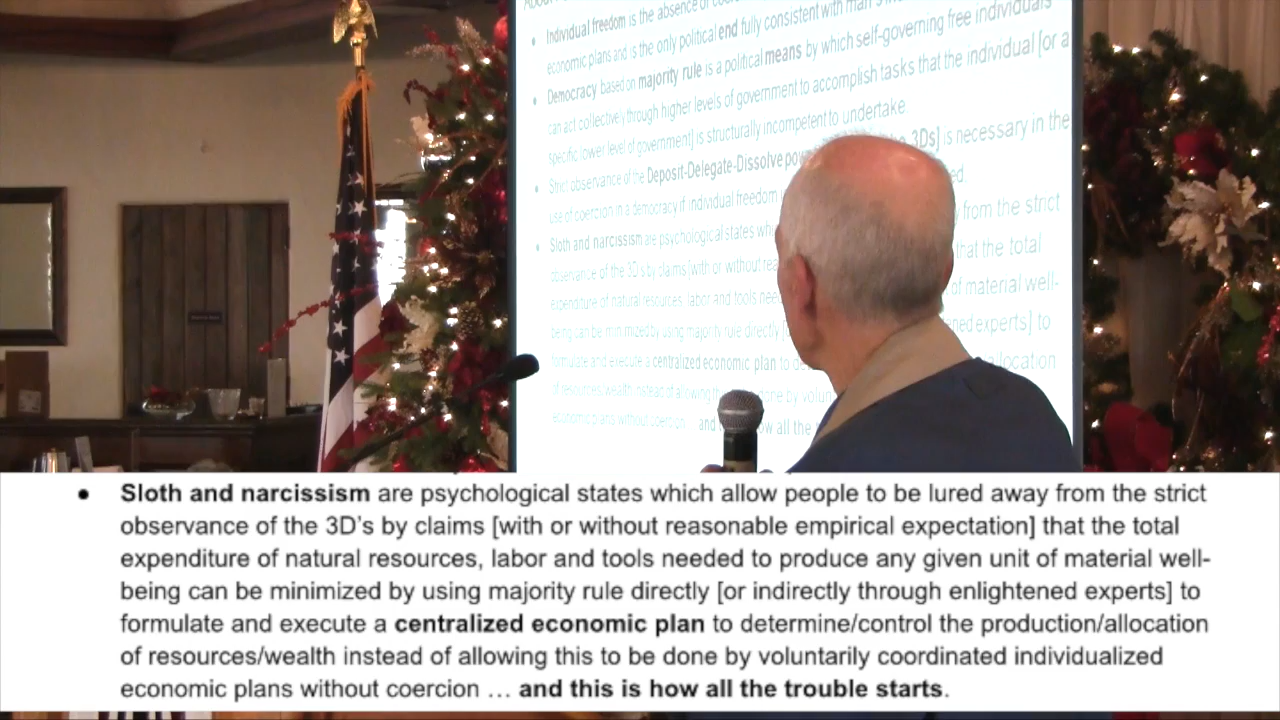 • Individual freedom is the absence of
economic plans and is the only political end fully consistent with man's
• Democracy based on majority rule is a political means by which self-governing free individuals
can act collectively through higher levels of government to accomplish tasks that the individual [or a
specific lower level of government] is structurally incompetent to undertake
• Strict observance of the Deposit-Delegate-Dissolve 3Ds] is necessary in the
use of coercion in a democracy if individual freedom
• Sloth and narcissism are psychological states from the strict
observance of the 3D's by claims [with or without that the total
expenditure of natural resources, labor and tools of material well-
being can be minimized by using majority rule directly experts] to
formulate and execute a centralized economic plan to allocation
of resources/wealth instead of allowing done by
economic plans without coercion and how all the
• Sloth and narcissism are psychological states which allow people to be lured away from the strict
observance of the 3D's by claims [with or without reasonable empirical expectation] that the total
expenditure of natural resources, labor and tools needed to produce any given unit of material well-
being can be minimized by using majority rule directly [or indirectly through enlightened experts] to
formulate and execute a centralized economic plan to determine/control the production/allocation
of resources/wealth instead of allowing this to be done by voluntarily coordinated individualized
economic plans without coercion … and this is how all the trouble starts.